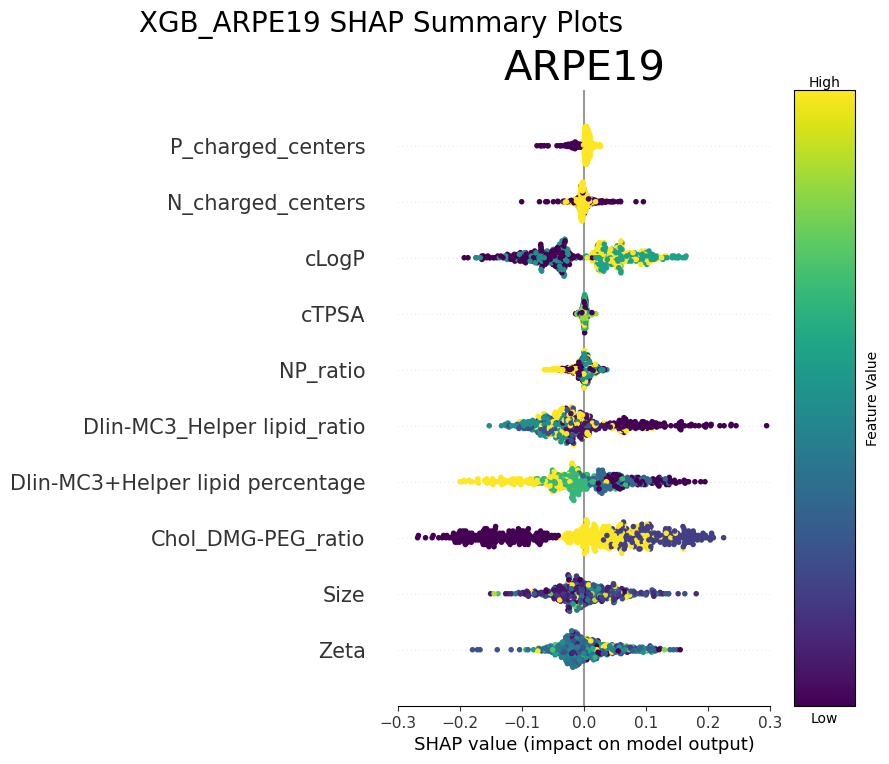 XGB_ARPE19 SHAP Summary Plots
ARPE19
High
P_charged_centers
N_charged_centers
cLogP
cTPSA
NP_ratio
Dlin-MC3_Helper lipid_ratio
Dlin-MC3+Helper lipid percentage
Chol_DMG-PEG_ratio
Size
Zeta
Feature Value
Low
−0.3 −0.2 −0.1 0.0 0.1 0.2 0.3
SHAP value (impact on model output)